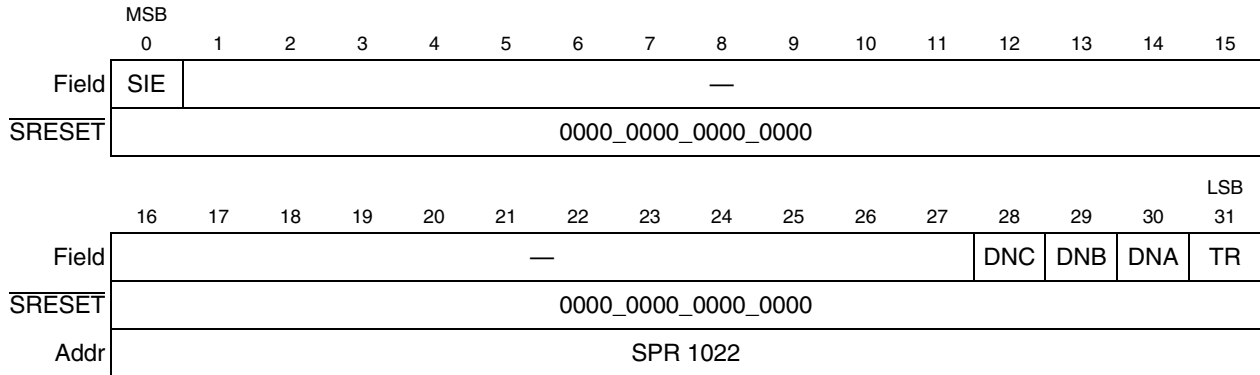 MSB
0 1 2 3 4 5 6 7 8 9 10 11 12 13 14 15
Field SIE —
SRESET 0000_0000_0000_0000
LSB
16 17 18 19 20 21 22 23 24 25 26 27 28 29 30 31
Field — DNC DNB DNA TR
SRESET 0000_0000_0000_0000
Addr SPR 1022